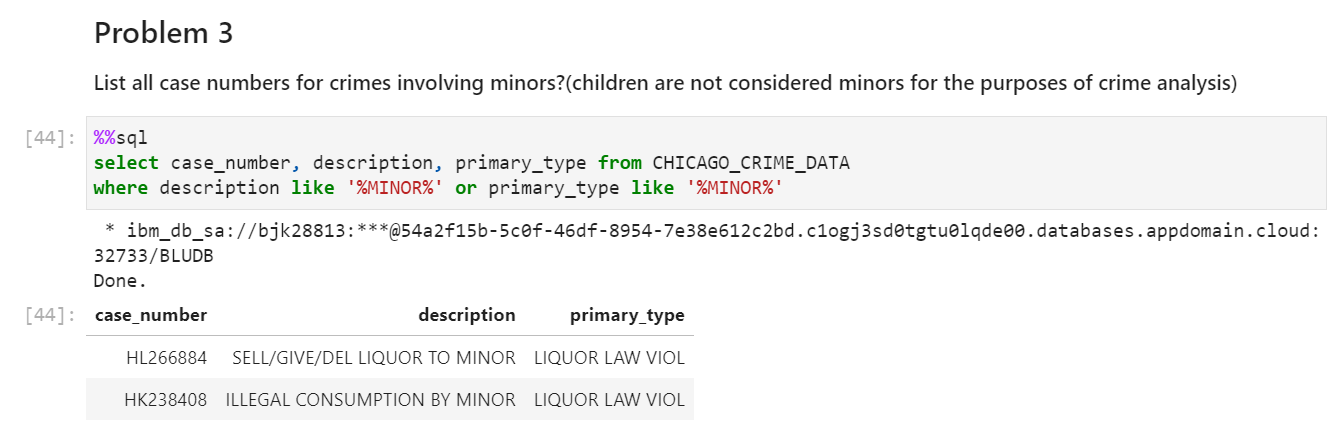 Problem 3
List all case numbers for crimes involving minors?(children are not considered minors for the purposes of crime analysis)
[44]: %%sql
select case_number, description, primary_type from CHICAGO_CRIME_DATA
where description like '%MINOR%' or primary_type like '%MINOR%'
* ibm_db_sa://bjk28813:***@54a2f15b-5c0f-46df-8954-7e38e612c2bd.c1ogj3sd0tgtu0lqde00.databases.appdomain.cloud:
32733/BLUDB
Done.
[44]: case_number description primary_type
HL266884 SELL/GIVE/DEL LIQUOR TO MINOR LIQUOR LAW VIOL
HK238408 ILLEGAL CONSUMPTION BY MINOR LIQUOR LAW VIOL